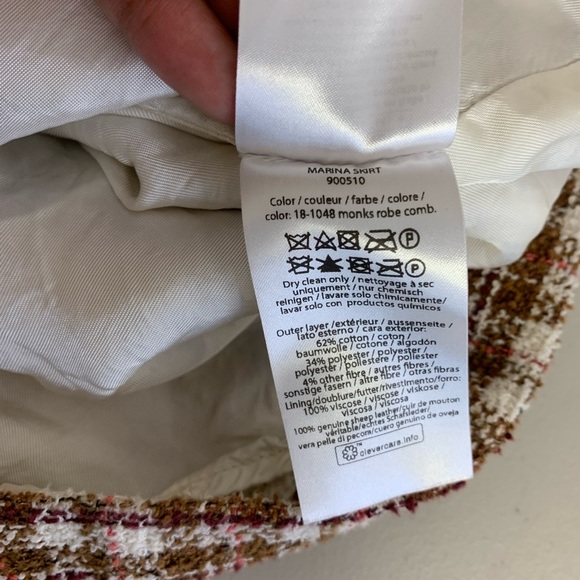 MARINA SKIRT
900510
Color / couleur / farbe / colore /
color: 18-1048 monks robe comb.
P
P
Dry clean only / nettoyage à sec
uniquement / nur chemisch
reinigen / lavare solo chimicamente/
lavar solo con productos químicos
Outer layer /extérieur / aussenseite /
lato esterno / cara exterior:
62% cotton / coton /
baumwolle / cotone / algodón
34% polyester / polyester /
polyester / poliestere / poliester
4% other fibre / autres fibres /
sonstige fasern / altre fibre / otras fibras
Lining/doublure/futter/rivestimento/forro:
100% viscose / viscose /
viscosa / viscosa
100% genuine sheep leather/cuir de mouton
véritable/echtes Schafsleder/
vera pelle di pecora/cuero genuino de oveja
clevercare.info